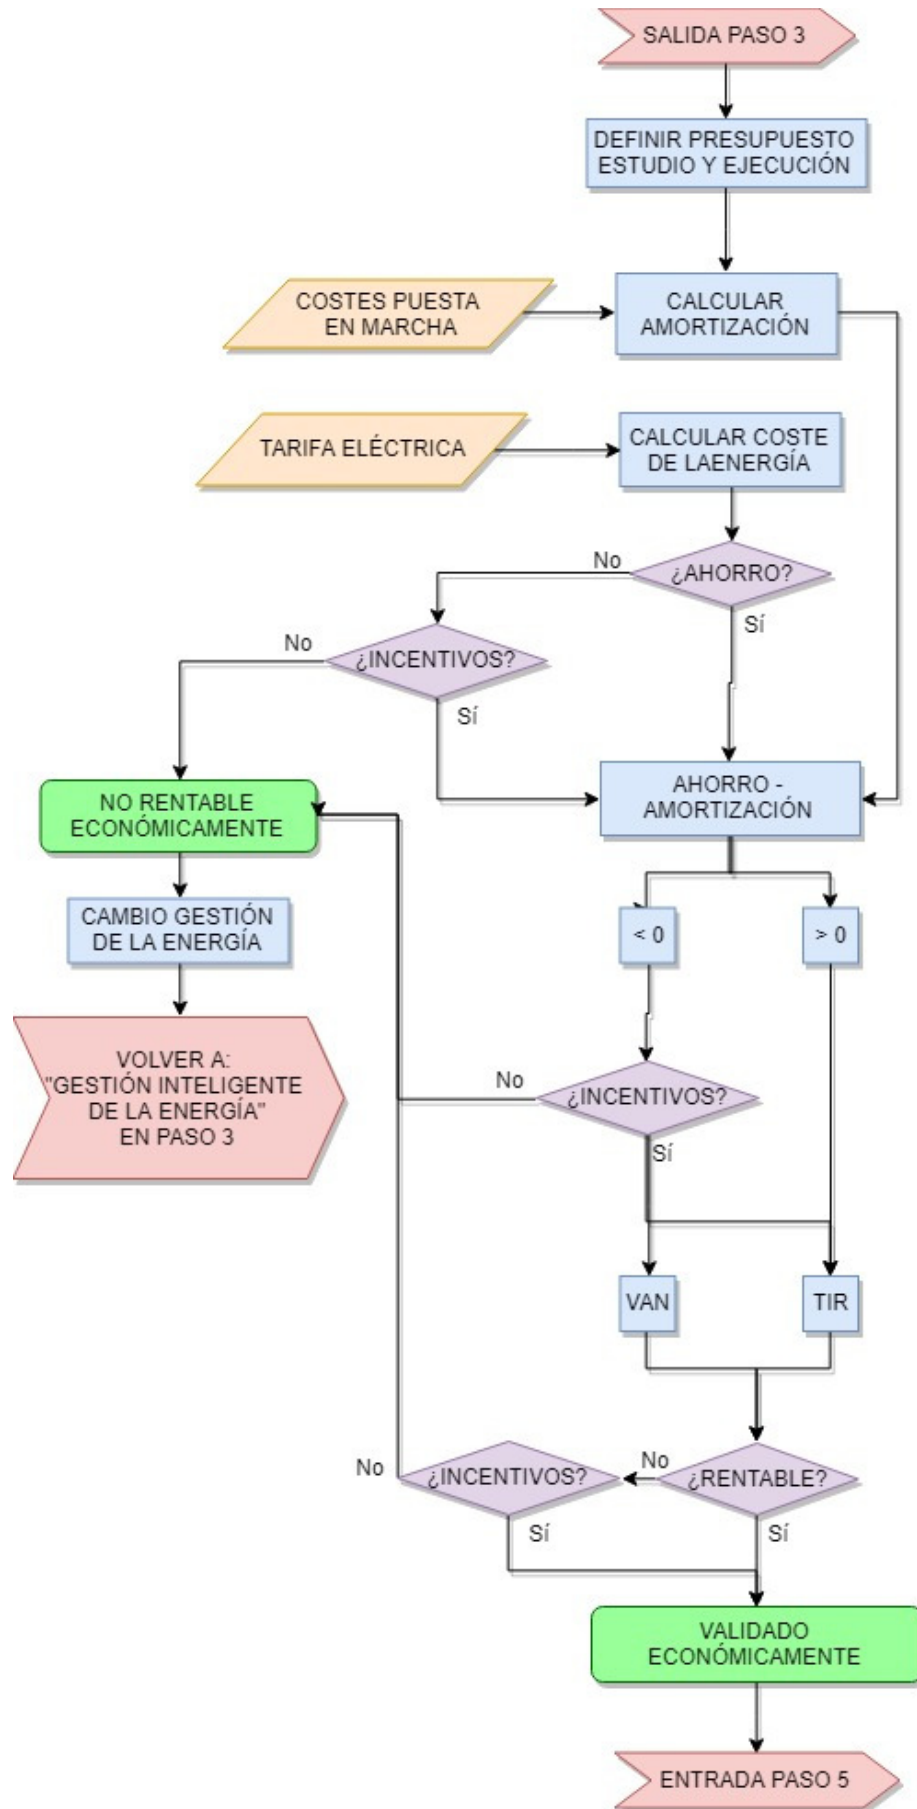 SALIDA PASO 3
DEFINIR PRESUPUESTO
ESTUDIO Y EJECUCIÓN
COSTES PUESTA
EN MARCHA
CALCULAR
AMORTIZACIÓN
TARIFA ELÉCTRICA
CALCULAR COSTE
DE LAENERGÍA
No
¿AHORRO?
Sí
No
¿INCENTIVOS?
Sí
NO RENTABLE
ECONÓMICAMENTE
AHORRO -
AMORTIZACIÓN
CAMBIO GESTIÓN
DE LA ENERGÍA
< 0
> 0
VOLVER A:
"GESTIÓN INTELIGENTE
DE LA ENERGÍA"
EN PASO 3
No
¿INCENTIVOS?
Sí
VAN
TIR
No
¿INCENTIVOS?
No
¿RENTABLE?
Sí
Sí
VALIDADO
ECONÓMICAMENTE
ENTRADA PASO 5